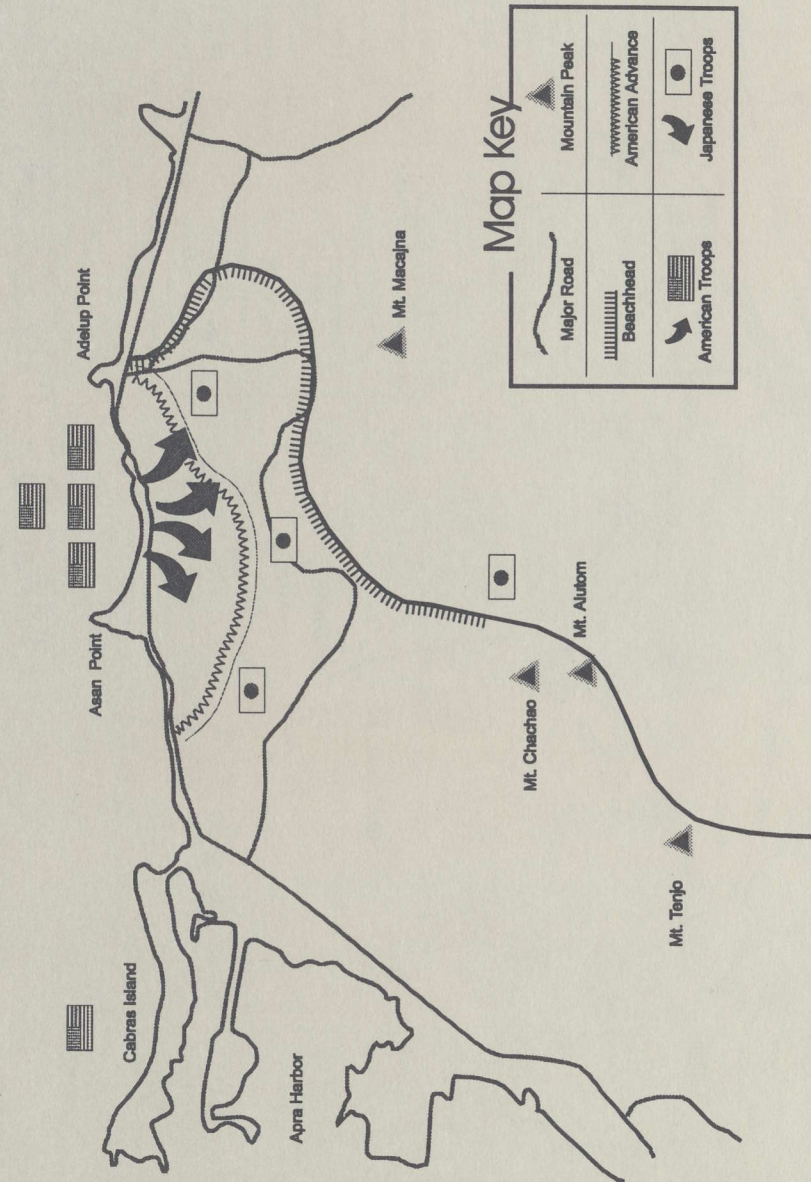 Adelup Point
Asan Point
Cabras Island
Apra Harbor
Mt. Macajna
Mt. Alutom
Mt. Chachao
Mt. Tenjo
Map Key
Major Road
Mountain Peak
Beachhead
American Advance
American Troops
Japanese Troops